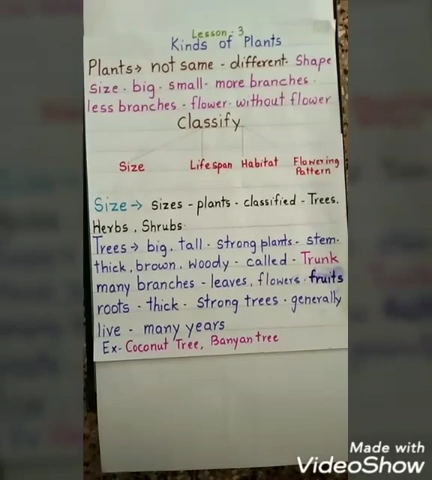 Lesson - 3
Kinds of Plants
Plants → not same - different. Shape
size. big. small. more branches.
less branches - flower. without flower
Classify
Size Lifespan Habitat Flowering
Pattern
Size → sizes - plants - classified - Trees,
Herbs, Shrubs.
Trees → big, tall - strong plants - stem.
thick, brown, woody - called - Trunk
many branches - leaves, flowers. fruits
roots - thick - strong trees - generally
live - many years
Ex- Coconut Tree, Banyan tree
Made with
VideoShow